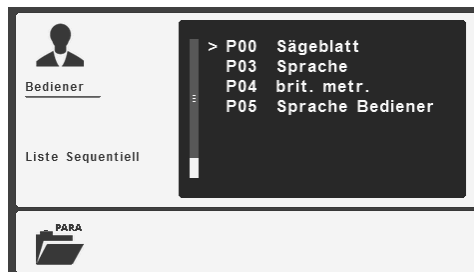 Bediener
Liste Sequentiell
> P00 Sägeblatt
P03 Sprache
P04 brit. metr.
P05 Sprache Bediener
PARA